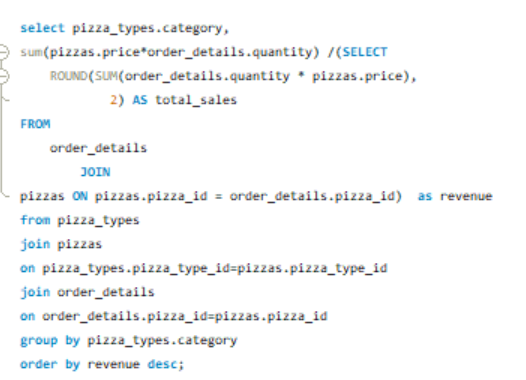 select pizza_types.category,
sum(pizzas.price*order_details.quantity) /(SELECT
ROUND(SUM(order_details.quantity * pizzas.price),
2) AS total_sales
FROM
order_details
JOIN
pizzas ON pizzas.pizza_id = order_details.pizza_id)  as revenue
from pizza_types
join pizzas
on pizza_types.pizza_type_id=pizzas.pizza_type_id
join order_details
on order_details.pizza_id=pizzas.pizza_id
group by pizza_types.category
order by revenue desc;